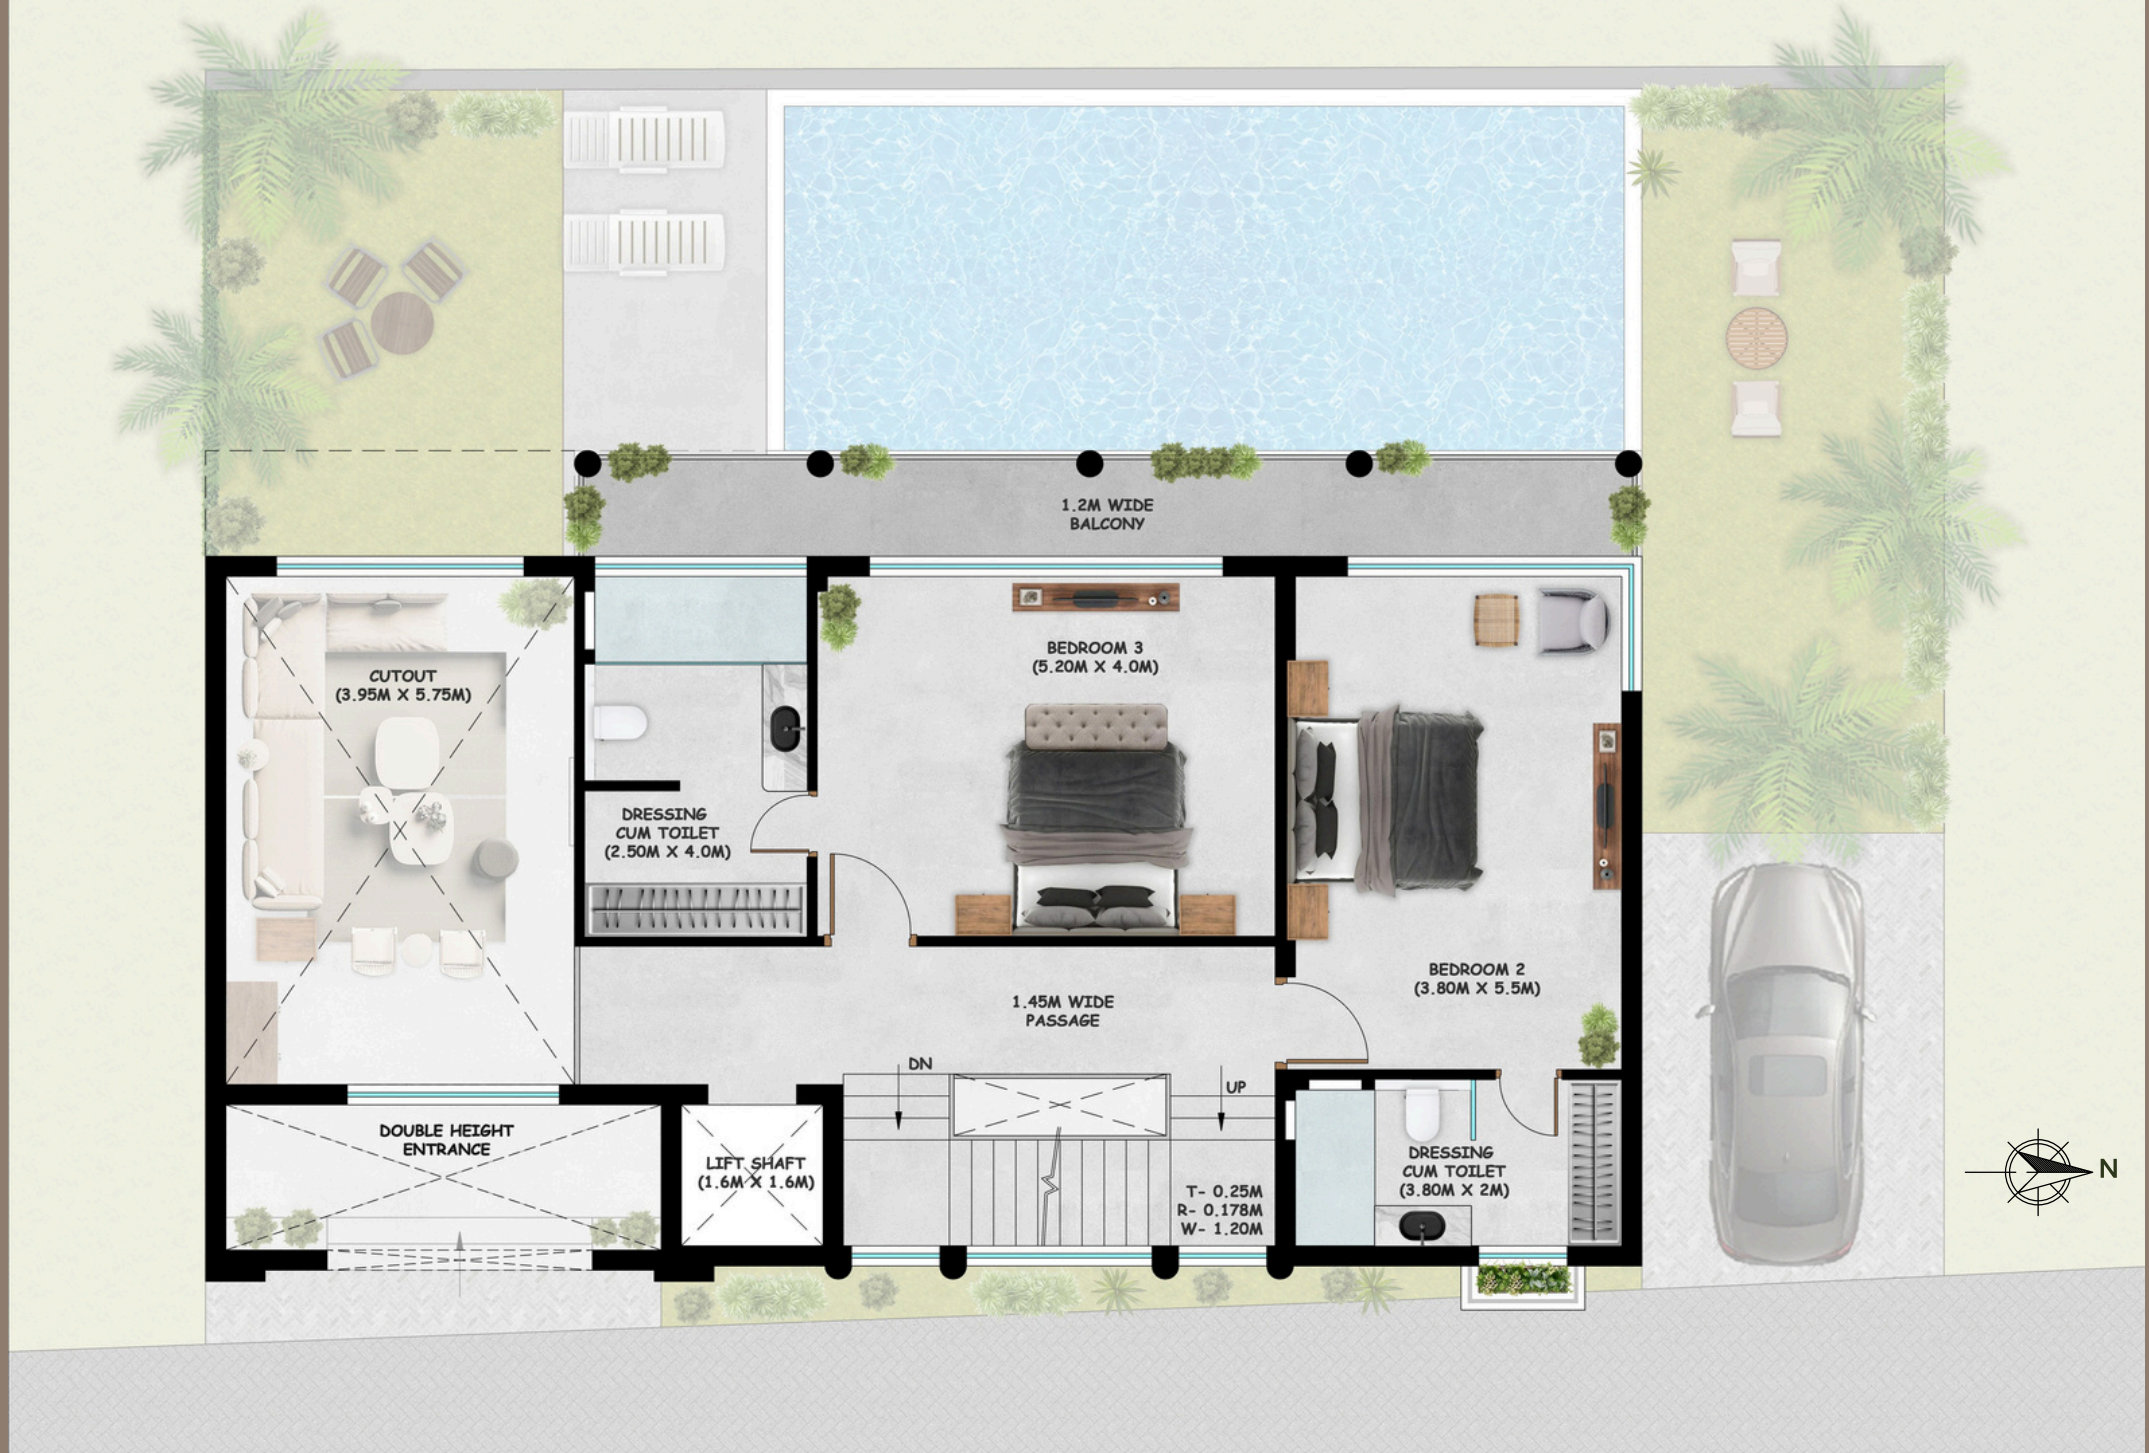 1.2M WIDE
BALCONY
BEDROOM 3
(5.20M X 4.0M)
CUTOUT
(3.95M X 5.75M)
DRESSING
CUM TOILET
(2.50M X 4.0M)
BEDROOM 2
(3.80M X 5.5M)
1.45M WIDE
PASSAGE
DN
UP
DOUBLE HEIGHT
ENTRANCE
LIFT SHAFT
(1.6M X 1.6M)
DRESSING
CUM TOILET
(3.80M X 2M)
T- 0.25M
R- 0.178M
W- 1.20M
N